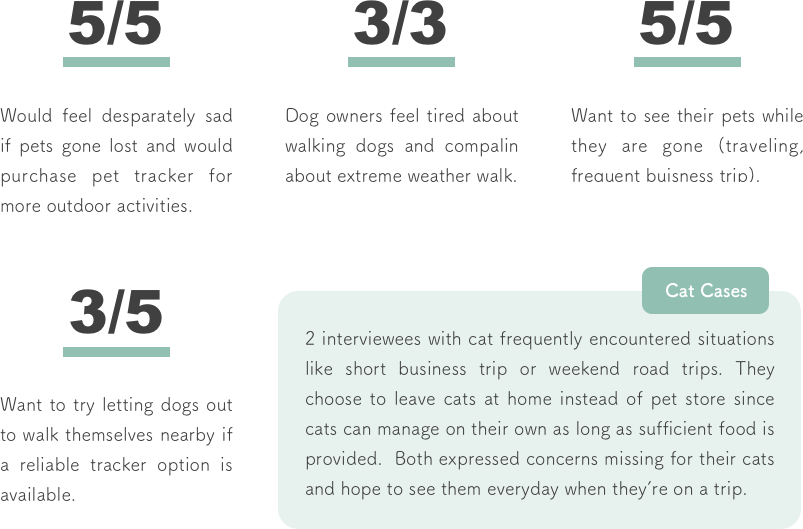 5/5
Would feel desparately sad
if pets gone lost and would
purchase pet tracker for
more outdoor activities.
3/3
Dog owners feel tired about
walking dogs and compalin
about extreme weather walk.
5/5
Want to see their pets while
they are gone (traveling,
frequent buisness trip).
3/5
Want to try letting dogs out
to walk themselves nearby if
a reliable tracker option is
available.
Cat Cases
2 interviewees with cat frequently encountered situations
like short business trip or weekend road trips. They
choose to leave cats at home instead of pet store since
cats can manage on their own as long as sufficient food is
provided.  Both expressed concerns missing for their cats
and hope to see them everyday when they’re on a trip.